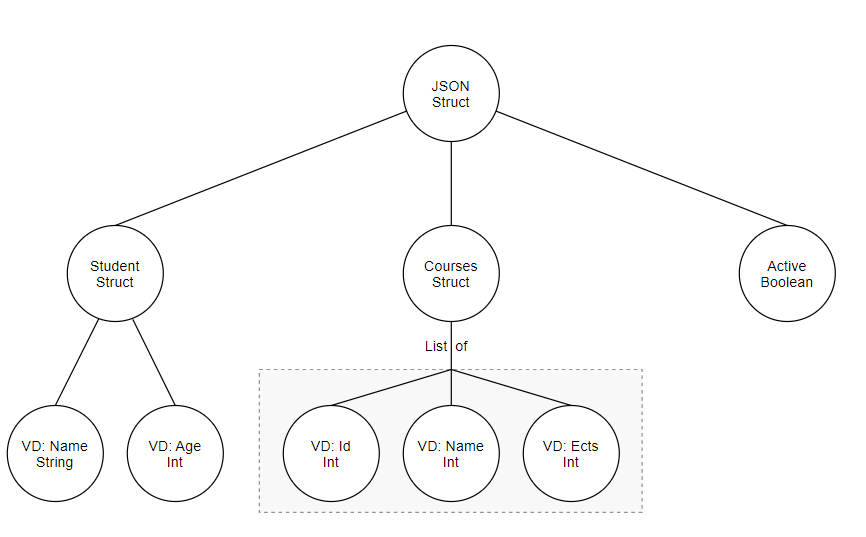 JSON
Struct
Student
Struct
Courses
Struct
Active
Boolean
List of
VD: Name
String
VD: Age
Int
VD: Id
Int
VD: Name
Int
VD: Ects
Int